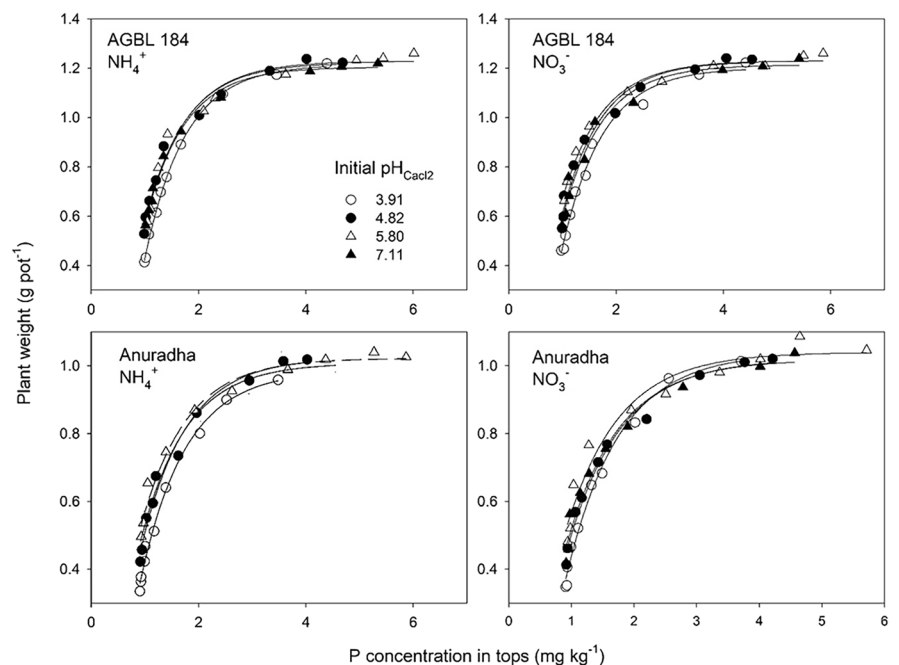 Plant weight (g pot⁻¹)
AGBL 184
NH₄⁺
1.4
1.2
1.0
0.8
0.6
0.4
0 2 4 6
Initial pHCacl2
3.91
4.82
5.80
7.11
AGBL 184
NO₃⁻
1.4
1.2
1.0
0.8
0.6
0.4
0 2 4 6
Anuradha
NH₄⁺
1.0
0.8
0.6
0.4
0 2 4 6
Anuradha
NO₃⁻
1.0
0.8
0.6
0.4
0 1 2 3 4 5 6
P concentration in tops (mg kg⁻¹)